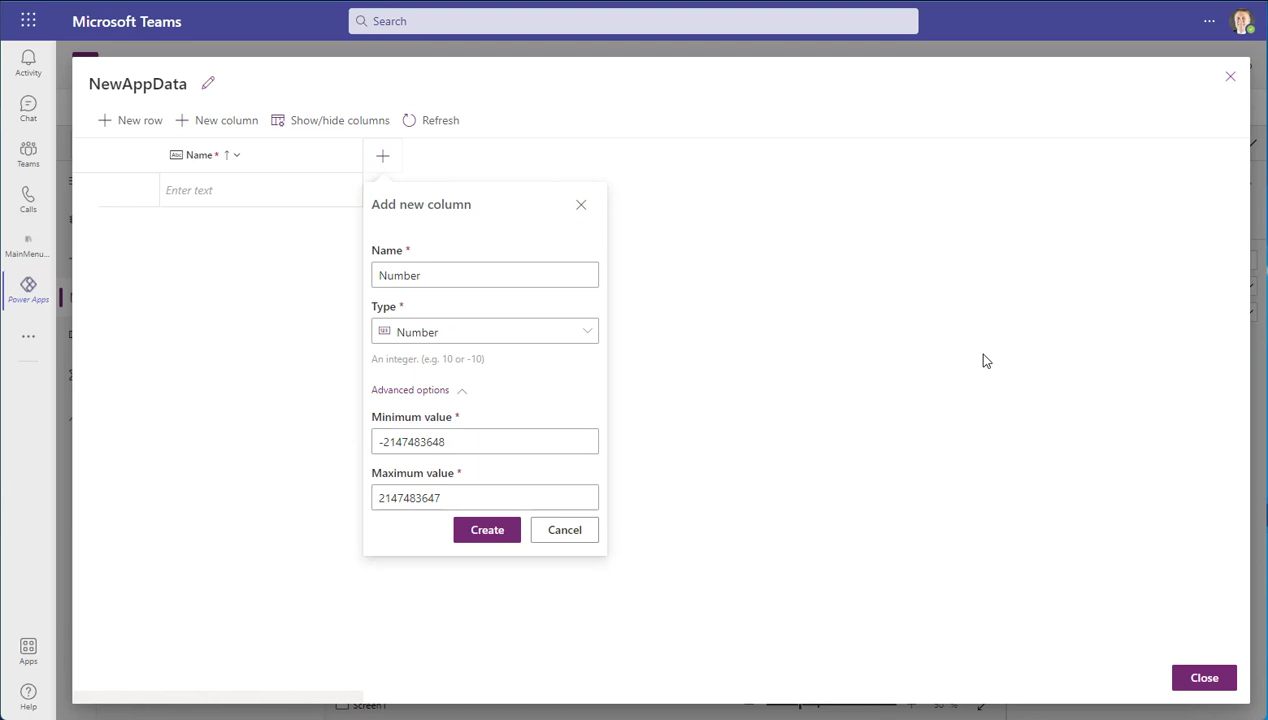 Microsoft Teams
Search
Activity
Chat
Teams
Calls
MainMenu...
Power Apps
Apps
Help
NewAppData
New row
New column
Show/hide columns
Refresh
Abc Name * ↑
Enter text
Add new column
Name *
Number
Type *
Number
An integer. (e.g. 10 or -10)
Advanced options
Minimum value *
-2147483648
Maximum value *
2147483647
Create
Cancel
Close
Screen1